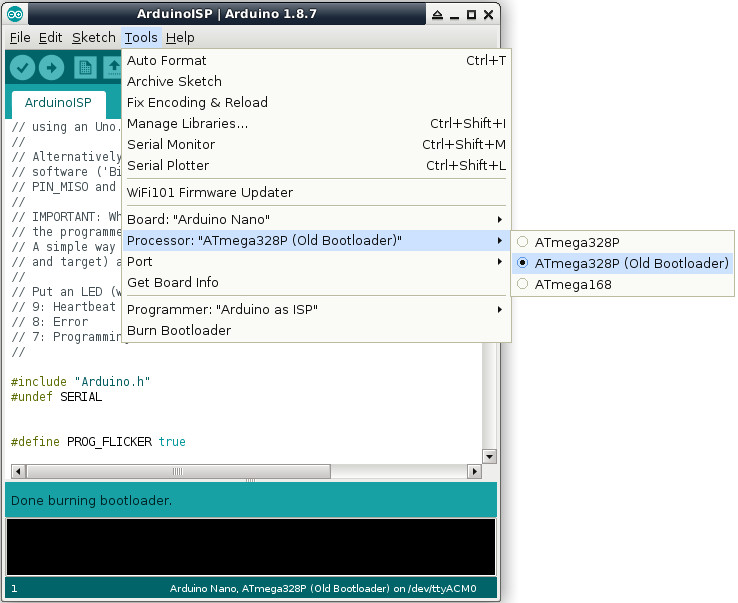 ArduinoISP | Arduino 1.8.7
File Edit Sketch Tools Help
ArduinoISP
Auto Format Ctrl+T
Archive Sketch
Fix Encoding & Reload
Manage Libraries... Ctrl+Shift+I
Serial Monitor Ctrl+Shift+M
Serial Plotter Ctrl+Shift+L
WiFi101 Firmware Updater
Board: "Arduino Nano"
Processor: "ATmega328P (Old Bootloader)"
Port
Get Board Info
Programmer: "Arduino as ISP"
Burn Bootloader
ATmega328P
ATmega328P (Old Bootloader)
ATmega168
// using an Uno.
//
// Alternatively
// software ('Bi
// PIN_MISO and
//
// IMPORTANT: Wh
// the programme
// A simple way
// and target) a
//
// Put an LED (w
// 9: Heartbeat
// 8: Error
// 7: Programmin
//
#include "Arduino.h"
#undef SERIAL
#define PROG_FLICKER true
Done burning bootloader.
1 Arduino Nano, ATmega328P (Old Bootloader) on /dev/ttyACM0